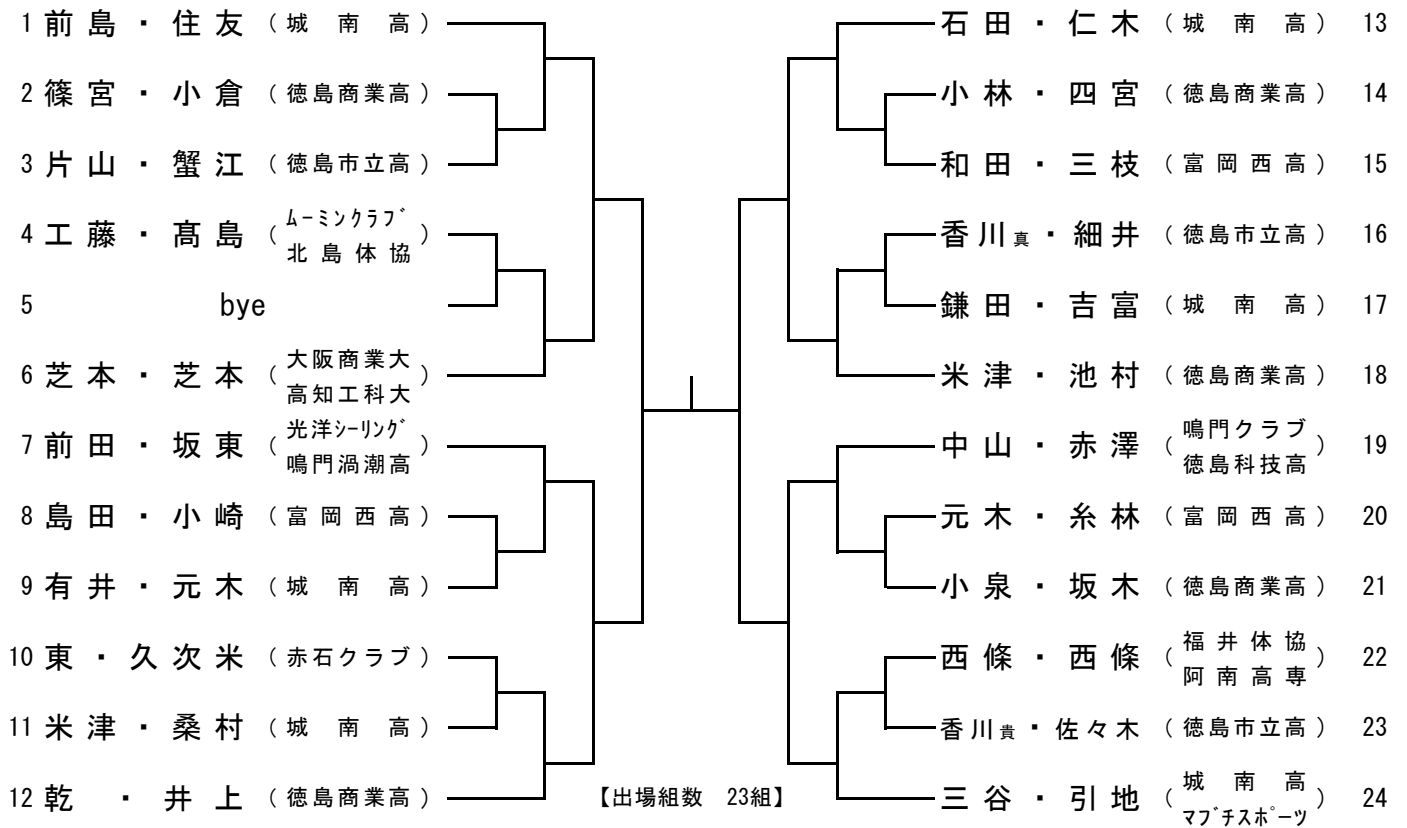 1 前島・住友 (城南高)
2 篠宮・小倉 (徳島商業高)
3 片山・蟹江 (徳島市立高)
4 工藤・髙島 (ﾑｰﾐﾝｸﾗﾌﾞ
北島体協)
5 bye
6 芝本・芝本 (大阪商業大
高知工科大)
7 前田・坂東 (光洋ｼｰﾘﾝｸﾞ
鳴門渦潮高)
8 島田・小崎 (富岡西高)
9 有井・元木 (城南高)
10 東・久次米 (赤石クラブ)
11 米津・桑村 (城南高)
12 乾・井上 (徳島商業高)
【出場組数 23組】
石田・仁木 (城南高) 13
小林・四宮 (徳島商業高) 14
和田・三枝 (富岡西高) 15
香川真・細井 (徳島市立高) 16
鎌田・吉富 (城南高) 17
米津・池村 (徳島商業高) 18
中山・赤澤 (鳴門クラブ
徳島科技高) 19
元木・糸林 (富岡西高) 20
小泉・坂木 (徳島商業高) 21
西條・西條 (福井体協
阿南高専) 22
香川貴・佐々木 (徳島市立高) 23
三谷・引地 (城南高
ﾏﾌﾞﾁｽﾎﾟｰﾂ) 24